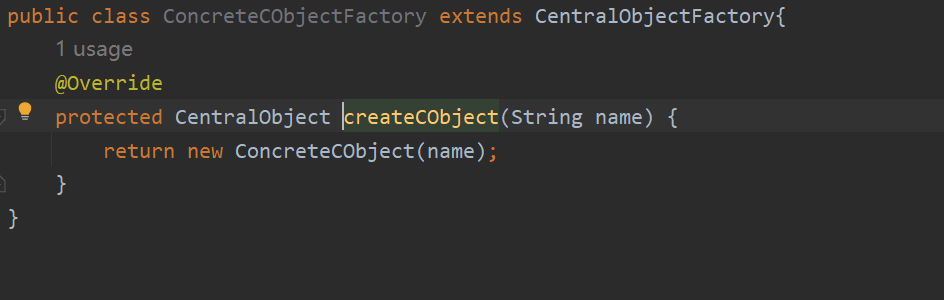 public class ConcreteCObjectFactory extends CentralObjectFactory{
1 usage
@Override
protected CentralObject createCObject(String name) {
return new ConcreteCObject(name);
}
}